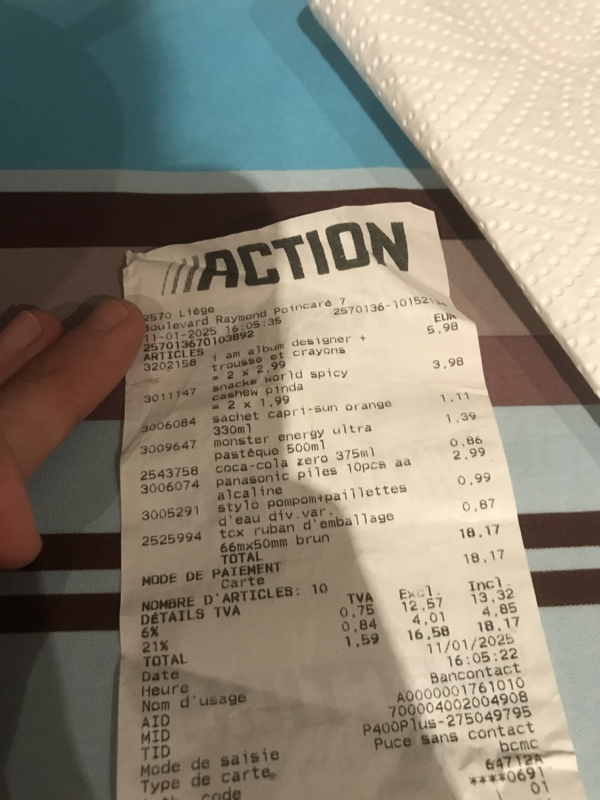 ///ACTION
2570 Liège
Boulevard Raymond Poincaré 7
11-01-2025 16:05:35 2570136-10152
257013670103892 EUR
ARTICLES
3202158 i am album designer + 5,98
trousse et crayons
= 2 x 2,99
3011147 snacks world spicy 3,98
cashew pinda
= 2 x 1,99
3006084 sachet capri-sun orange 1,11
330ml
3009647 monster energy ultra 1,39
pastèque 500ml
2543758 coca-cola zero 375ml 0,86
3006074 panasonic piles 10pcs aa 2,99
alcaline
3005291 stylo pompom+paillettes 0,99
d'eau div.var.
2525994 tcx ruban d'emballage 0,87
66mx50mm brun
TOTAL 18,17
MODE DE PAIEMENT
Carte 18,17
NOMBRE D'ARTICLES: 10
DÉTAILS TVA TVA Excl. Incl.
6% 0,75 12,57 13,32
21% 0,84 4,01 4,85
TOTAL 1,59 16,58 18,17
Date 11/01/2025
Heure 16:05:22
Nom d'usage Bancontact
AID A0000001761010
MID 700004002004908
TID P400Plus-275049795
Mode de saisie Puce sans contact
Type de carte bcmc
code 64712A
****0691
01